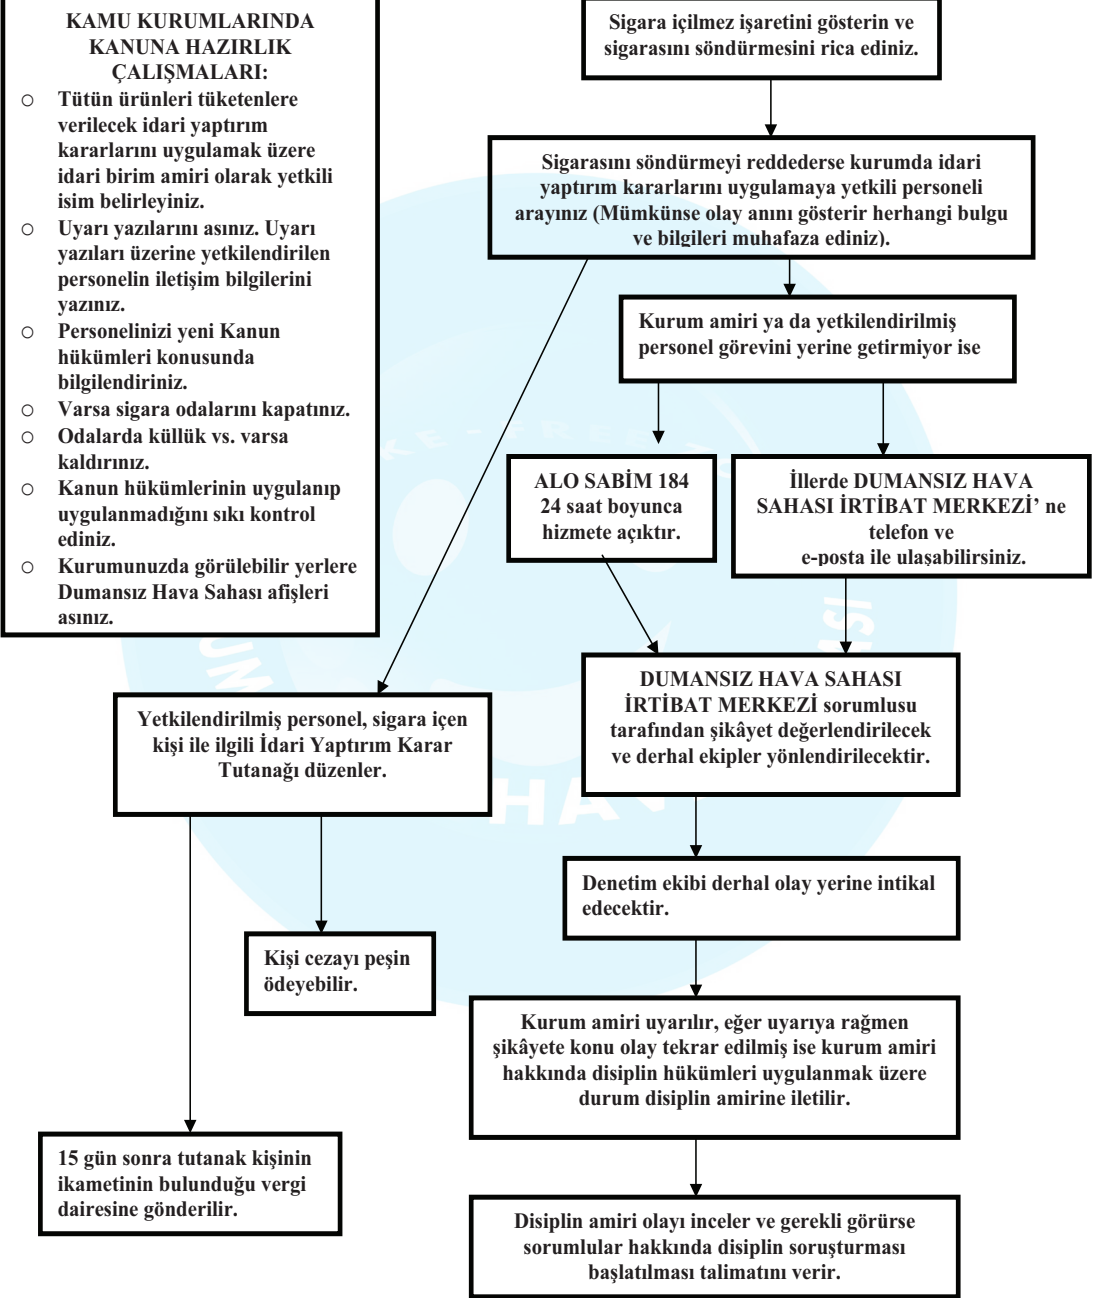 KAMU KURUMLARINDA
KANUNA HAZIRLIK
ÇALIŞMALARI:
○ Tütün ürünleri tüketenlere
verilecek idari yaptırım
kararlarını uygulamak üzere
idari birim amiri olarak yetkili
isim belirleyiniz.
○ Uyarı yazılarını asınız. Uyarı
yazıları üzerine yetkilendirilen
personelin iletişim bilgilerini
yazınız.
○ Personelinizi yeni Kanun
hükümleri konusunda
bilgilendiriniz.
○ Varsa sigara odalarını kapatınız.
○ Odalarda küllük vs. varsa
kaldırınız.
○ Kanun hükümlerinin uygulanıp
uygulanmadığını sıkı kontrol
ediniz.
○ Kurumunuzda görülebilir yerlere
Dumansız Hava Sahası afişleri
asınız.
Sigara içilmez işaretini gösterin ve
sigarasını söndürmesini rica ediniz.
Sigarasını söndürmeyi reddederse kurumda idari
yaptırım kararlarını uygulamaya yetkili personeli
arayınız (Mümkünse olay anını gösterir herhangi bulgu
ve bilgileri muhafaza ediniz).
Kurum amiri ya da yetkilendirilmiş
personel görevini yerine getirmiyor ise
ALO SABİM 184
24 saat boyunca
hizmete açıktır.
İllerde DUMANSIZ HAVA
SAHASI İRTİBAT MERKEZİ’ ne
telefon ve
e-posta ile ulaşabilirsiniz.
DUMANSIZ HAVA SAHASI
İRTİBAT MERKEZİ sorumlusu
tarafından şikâyet değerlendirilecek
ve derhal ekipler yönlendirilecektir.
Yetkilendirilmiş personel, sigara içen
kişi ile ilgili İdari Yaptırım Karar
Tutanağı düzenler.
Denetim ekibi derhal olay yerine intikal
edecektir.
Kişi cezayı peşin
ödeyebilir.
Kurum amiri uyarılır, eğer uyarıya rağmen
şikâyete konu olay tekrar edilmiş ise kurum amiri
hakkında disiplin hükümleri uygulanmak üzere
durum disiplin amirine iletilir.
15 gün sonra tutanak kişinin
ikametinin bulunduğu vergi
dairesine gönderilir.
Disiplin amiri olayı inceler ve gerekli görürse
sorumlular hakkında disiplin soruşturması
başlatılması talimatını verir.